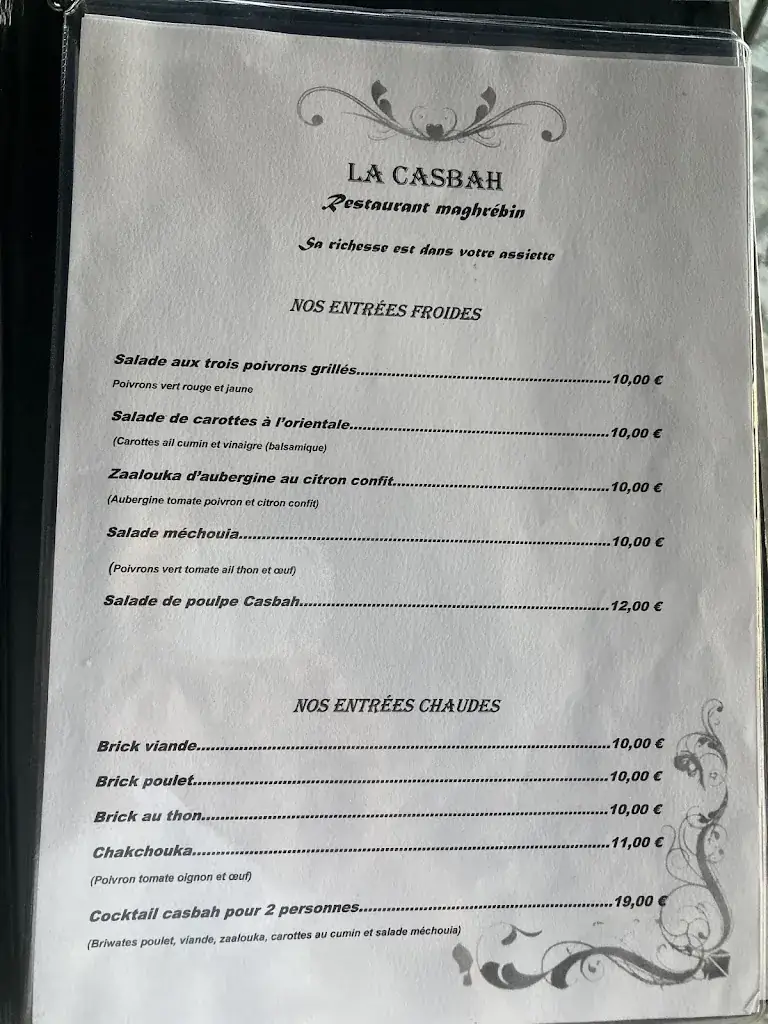 LA CASBAH
Restaurant maghrébin
Sa richesse est dans votre assiette
NOS ENTRÉES FROIDES
Salade aux trois poivrons grillés.....................................................10,00 €
Poivrons vert rouge et jaune
Salade de carottes à l'orientale.....................................................10,00 €
(Carottes ail cumin et vinaigre (balsamique)
Zaalouka d'aubergine au citron confit.............................................10,00 €
(Aubergine tomate poivron et citron confit)
Salade méchouia...........................................................................10,00 €
(Poivrons vert tomate ail thon et œuf)
Salade de poulpe Casbah...............................................................12,00 €
NOS ENTRÉES CHAUDES
Brick viande..................................................................................10,00 €
Brick poulet..................................................................................10,00 €
Brick au thon.................................................................................10,00 €
Chakchouka...................................................................................11,00 €
(Poivron tomate oignon et œuf)
Cocktail casbah pour 2 personnes...................................................19,00 €
(Briwates poulet, viande, zaalouka, carottes au cumin et salade méchouia)